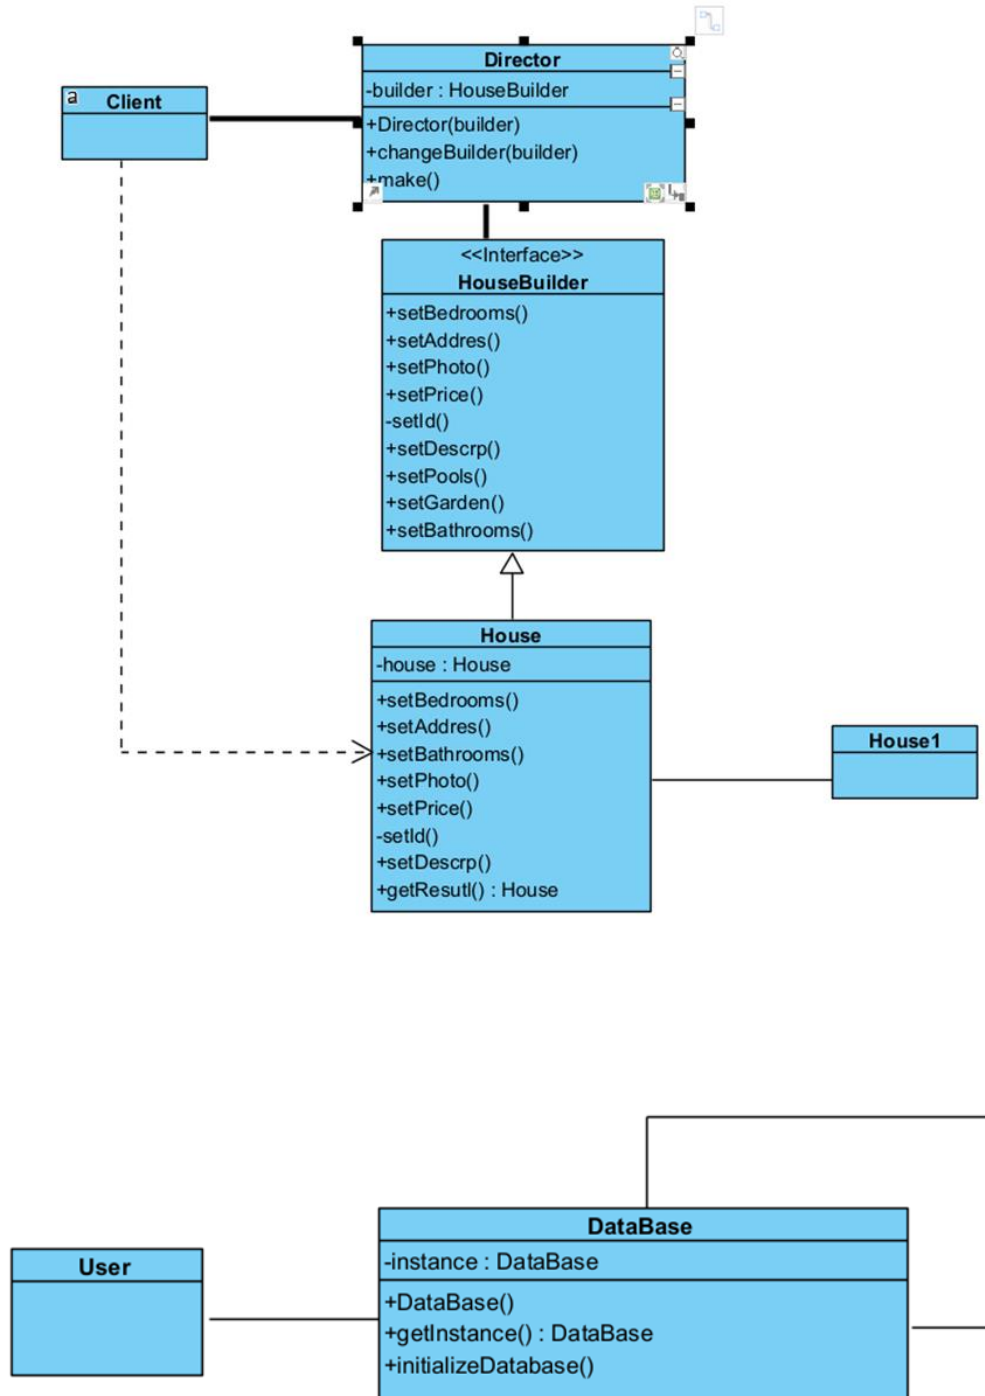 a
Client
Director
-builder : HouseBuilder
+Director(builder)
+changeBuilder(builder)
+make()
<<Interface>>
HouseBuilder
+setBedrooms()
+setAddres()
+setPhoto()
+setPrice()
-setId()
+setDescrp()
+setPools()
+setGarden()
+setBathrooms()
House
-house : House
+setBedrooms()
+setAddres()
+setBathrooms()
+setPhoto()
+setPrice()
-setId()
+setDescrp()
+getResutl() : House
House1
User
DataBase
-instance : DataBase
+DataBase()
+getInstance() : DataBase
+initializeDatabase()